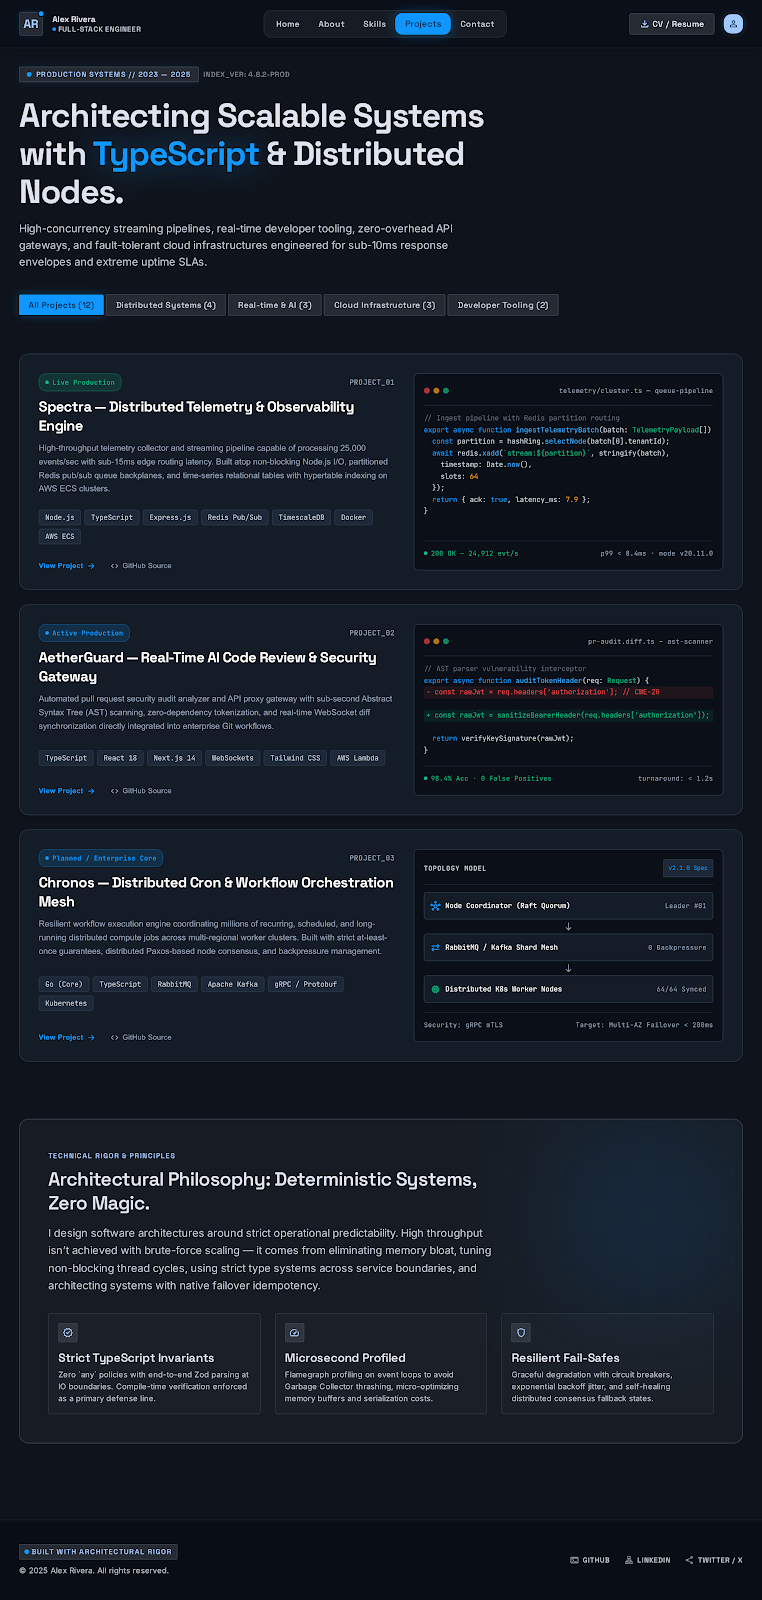 AR
Alex Rivera
FULL-STACK ENGINEER
Home About Skills Projects Contact
CV / Resume
PRODUCTION SYSTEMS // 2023 — 2025 INDEX_VER: 4.8.2-PROD
Architecting Scalable Systems
with TypeScript & Distributed
Nodes.
High-concurrency streaming pipelines, real-time developer tooling, zero-overhead API
gateways, and fault-tolerant cloud infrastructures engineered for sub-10ms response
envelopes and extreme uptime SLAs.
All Projects (12) Distributed Systems (4) Real-time & AI (3) Cloud Infrastructure (3) Developer Tooling (2)
Live Production PROJECT_01
Spectra — Distributed Telemetry & Observability
Engine
High-throughput telemetry collector and streaming pipeline capable of processing 25,000
events/sec with sub-15ms edge routing latency. Built atop non-blocking Node.js I/O, partitioned
Redis pub/sub queue backplanes, and time-series relational tables with hypertable indexing on
AWS ECS clusters.
Node.js TypeScript Express.js Redis Pub/Sub TimescaleDB Docker
AWS ECS
View Project → <> GitHub Source
telemetry/cluster.ts — queue-pipeline
// Ingest pipeline with Redis partition routing
export async function ingestTelemetryBatch(batch: TelemetryPayload[])
const partition = hashRing.selectNode(batch[0].tenantId);
await redis.xadd(`stream:${partition}`, stringify(batch),
timestamp: Date.now(),
slots: 64
});
return { ack: true, latency_ms: 7.9 };
}
200 OK — 24,912 evt/s p99 < 8.4ms · mode v20.11.0
Active Production PROJECT_02
AetherGuard — Real-Time AI Code Review & Security
Gateway
Automated pull request security audit analyzer and API proxy gateway with sub-second Abstract
Syntax Tree (AST) scanning, zero-dependency tokenization, and real-time WebSocket diff
synchronization directly integrated into enterprise Git workflows.
TypeScript React 18 Next.js 14 WebSockets Tailwind CSS AWS Lambda
View Project → <> GitHub Source
pr-audit.diff.ts — ast-scanner
// AST parser vulnerability interceptor
export async function auditTokenHeader(req: Request) {
- const rawJwt = req.headers['authorization']; // CWE-20
+ const rawJwt = sanitizeBearerHeader(req.headers['authorization']);
return verifyKeySignature(rawJwt);
}
98.4% Acc · 0 False Positives turnaround: < 1.2s
Planned / Enterprise Core PROJECT_03
Chronos — Distributed Cron & Workflow Orchestration
Mesh
Resilient workflow execution engine coordinating millions of recurring, scheduled, and long-
running distributed compute jobs across multi-regional worker clusters. Built with strict at-least-
once guarantees, distributed Paxos-based node consensus, and backpressure management.
Go (Core) TypeScript RabbitMQ Apache Kafka gRPC / Protobuf
Kubernetes
View Project → <> GitHub Source
TOPOLOGY MODEL v2.1.0 Spec
Node Coordinator (Raft Quorum) Leader #01
↓
RabbitMQ / Kafka Shard Mesh 0 Backpressure
↓
Distributed K8s Worker Nodes 64/64 Synced
Security: gRPC mTLS Target: Multi-AZ Failover < 200ms
TECHNICAL RIGOR & PRINCIPLES
Architectural Philosophy: Deterministic Systems,
Zero Magic.
I design software architectures around strict operational predictability. High throughput
isn't achieved with brute-force scaling — it comes from eliminating memory bloat, tuning
non-blocking thread cycles, using strict type systems across service boundaries, and
architecting systems with native failover idempotency.
Strict TypeScript Invariants
Zero `any` policies with end-to-end Zod parsing at
IO boundaries. Compile-time verification enforced
as a primary defense line.
Microsecond Profiled
Flamegraph profiling on event loops to avoid
Garbage Collector thrashing, micro-optimizing
memory buffers and serialization costs.
Resilient Fail-Safes
Graceful degradation with circuit breakers,
exponential backoff jitter, and self-healing
distributed consensus fallback states.
BUILT WITH ARCHITECTURAL RIGOR
© 2025 Alex Rivera. All rights reserved.
GITHUB LINKEDIN TWITTER / X